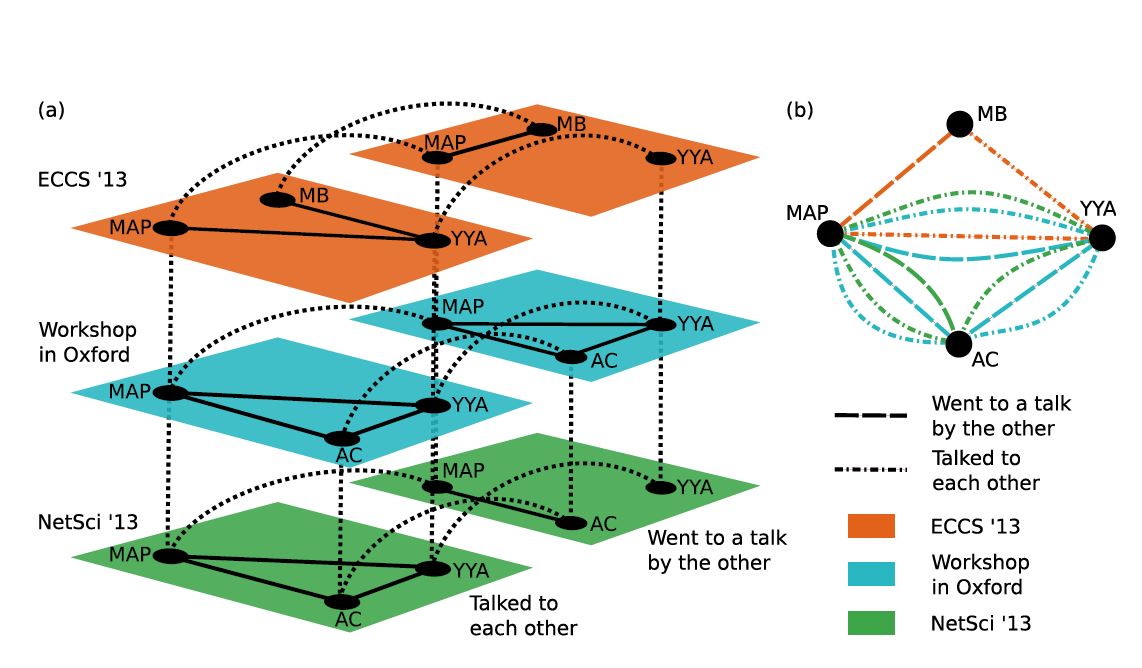 (a)
MAP
MB
YYA
ECCS '13
MAP
MB
YYA
Workshop
in Oxford
MAP
YYA
AC
MAP
YYA
AC
NetSci '13
MAP
YYA
AC
MAP
YYA
AC
Went to a talk
by the other
Talked to
each other
(b)
MB
MAP
YYA
AC
Went to a talk
by the other
Talked to
each other
ECCS '13
Workshop
in Oxford
NetSci '13